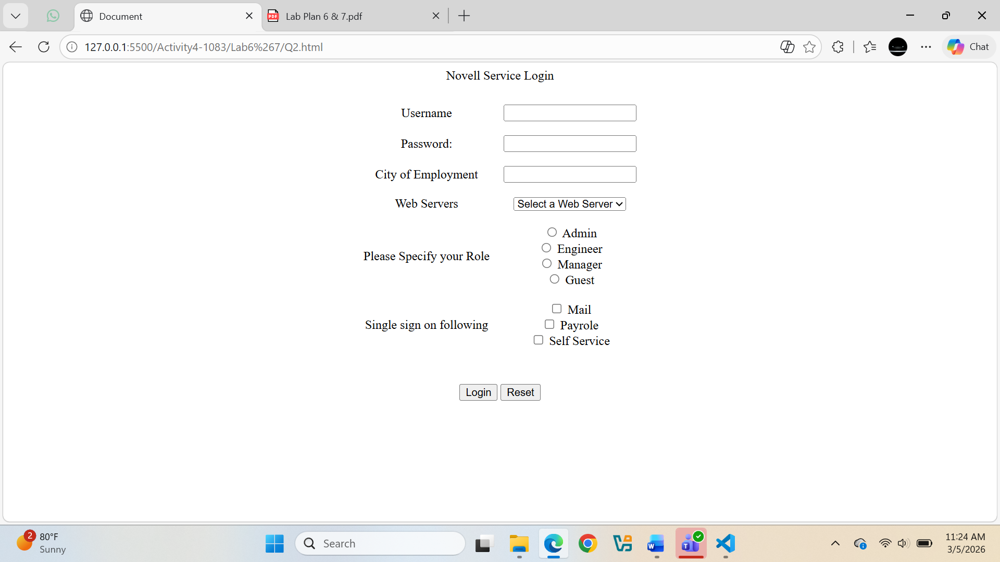 Document
Lab Plan 6 & 7.pdf
127.0.0.1:5500/Activity4-1083/Lab6%267/Q2.html
Chat
Novell Service Login
Username
Password:
City of Employment
Web Servers Select a Web Server
Please Specify your Role
Admin
Engineer
Manager
Guest
Single sign on following
Mail
Payrole
Self Service
Login Reset
2 80°F
Sunny
Search
11:24 AM
3/5/2026